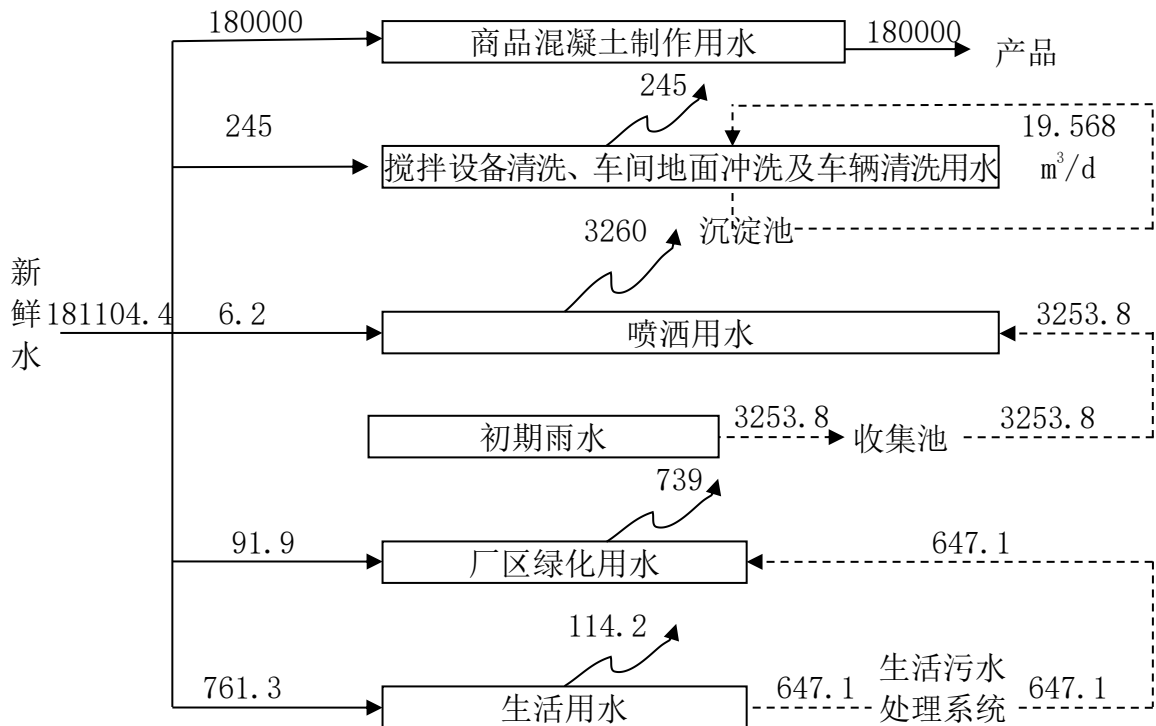 180000
商品混凝土制作用水
180000
产品
245
245
搅拌设备清洗、车间地面冲洗及车辆清洗用水
19.568
m³/d
沉淀池
3260
新
鲜
水
181104.4
6.2
喷洒用水
3253.8
初期雨水
3253.8
收集池
3253.8
739
91.9
厂区绿化用水
647.1
114.2
761.3
生活用水
647.1
生活污水
处理系统
647.1